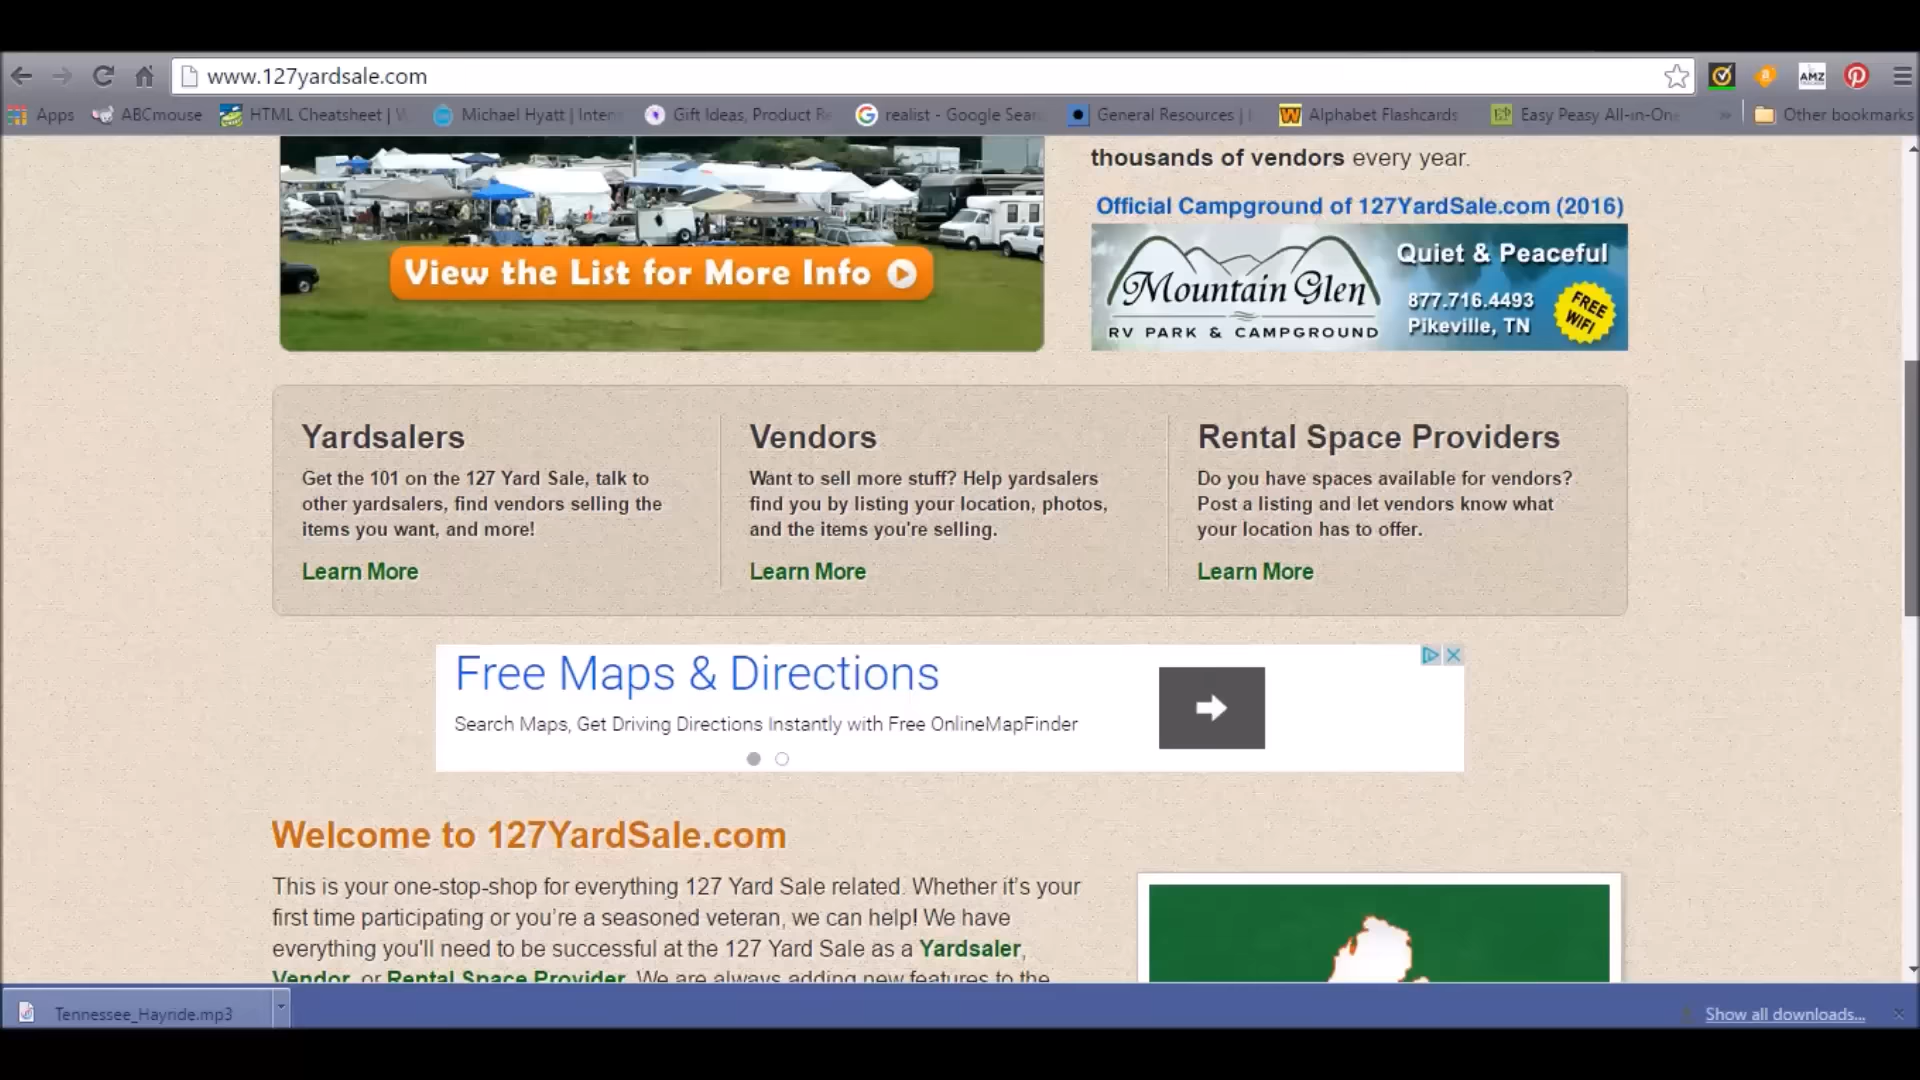 www.127yardsale.com
AMZ
Apps
ABCmouse
HTML Cheatsheet | W
Michael Hyatt | Inten
Gift Ideas, Product Re
realist - Google Sear
General Resources |
Alphabet Flashcards
EP Easy Peasy All-in-One
Other bookmarks
thousands of vendors every year.
Official Campground of 127YardSale.com (2016)
View the List for More Info
Mountain Glen
RV PARK & CAMPGROUND
Quiet & Peaceful
877.716.4493
Pikeville, TN
FREE
WIFI
Yardsalers
Get the 101 on the 127 Yard Sale, talk to
other yardsalers, find vendors selling the
items you want, and more!
Learn More
Vendors
Want to sell more stuff? Help yardsalers
find you by listing your location, photos,
and the items you're selling.
Learn More
Rental Space Providers
Do you have spaces available for vendors?
Post a listing and let vendors know what
your location has to offer.
Learn More
Free Maps & Directions
Search Maps, Get Driving Directions Instantly with Free OnlineMapFinder
Welcome to 127YardSale.com
This is your one-stop-shop for everything 127 Yard Sale related. Whether it's your
first time participating or you're a seasoned veteran, we can help! We have
everything you'll need to be successful at the 127 Yard Sale as a Yardsaler,
Vendor, or Rental Space Provider. We are always adding new features to the
Tennessee_Hayride.mp3
Show all downloads...